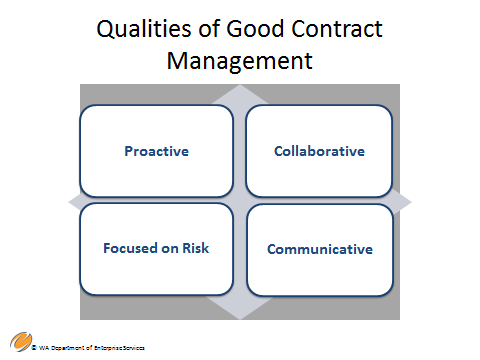 Qualities of Good Contract
Management
Proactive
Collaborative
Focused on Risk
Communicative
© WA Department of Enterprise Services